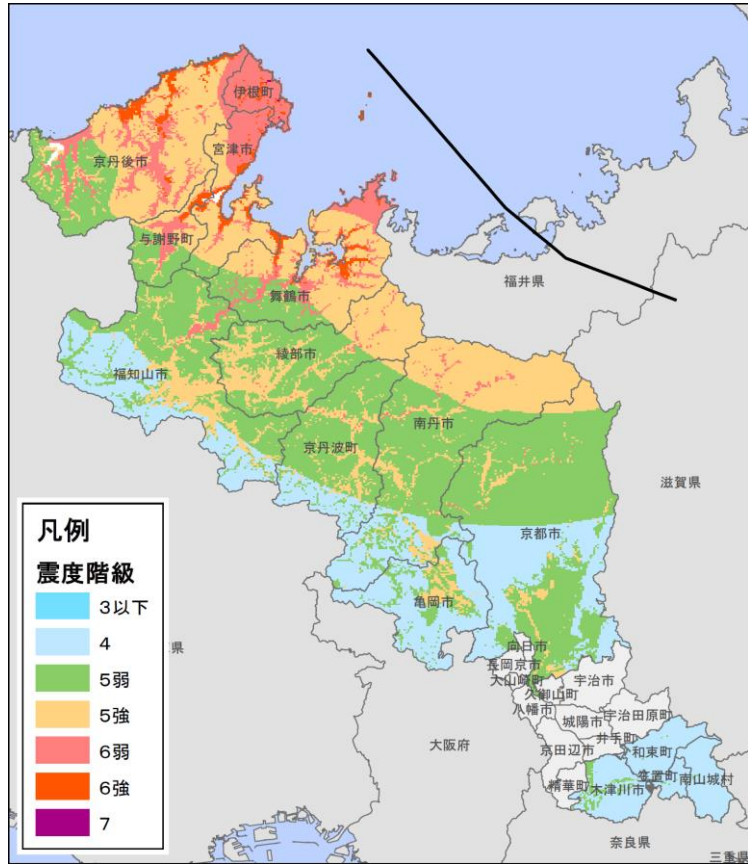 伊根町
宮津市
京丹後市
与謝野町
福井県
舞鶴市
綾部市
福知山市
南丹市
京丹波町
滋賀県
京都市
亀岡市
向日市
長岡京市
大山崎町
宇治市
久御山町
八幡市
宇治田原町
城陽市
井手町
大阪府
京田辺市
和束町
笠置町
南山城村
精華町
木津川市
奈良県
三重県
県
凡例
震度階級
3以下
4
5弱
5強
6弱
6強
7